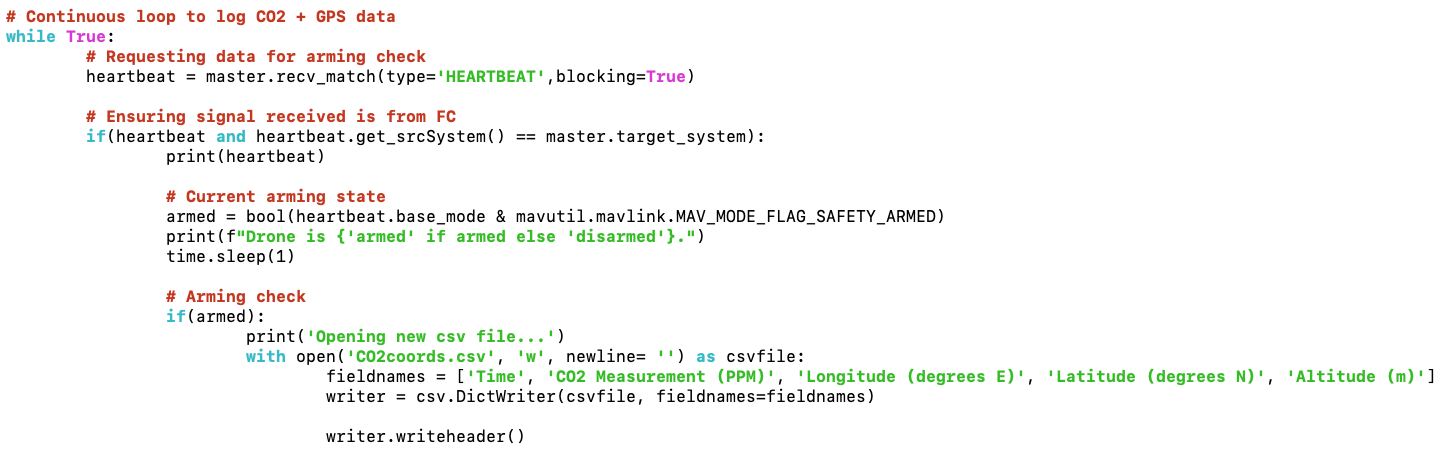 # Continuous loop to log CO2 + GPS data
while True:
        # Requesting data for arming check
        heartbeat = master.recv_match(type='HEARTBEAT',blocking=True)

        # Ensuring signal received is from FC
        if(heartbeat and heartbeat.get_srcSystem() == master.target_system):
                print(heartbeat)

                # Current arming state
                armed = bool(heartbeat.base_mode & mavutil.mavlink.MAV_MODE_FLAG_SAFETY_ARMED)
                print(f"Drone is {'armed' if armed else 'disarmed'}.")
                time.sleep(1)

                # Arming check
                if(armed):
                        print('Opening new csv file...')
                        with open('CO2coords.csv', 'w', newline= '') as csvfile:
                                fieldnames = ['Time', 'CO2 Measurement (PPM)', 'Longitude (degrees E)', 'Latitude (degrees N)', 'Altitude (m)']
                                writer = csv.DictWriter(csvfile, fieldnames=fieldnames)

                                writer.writeheader()